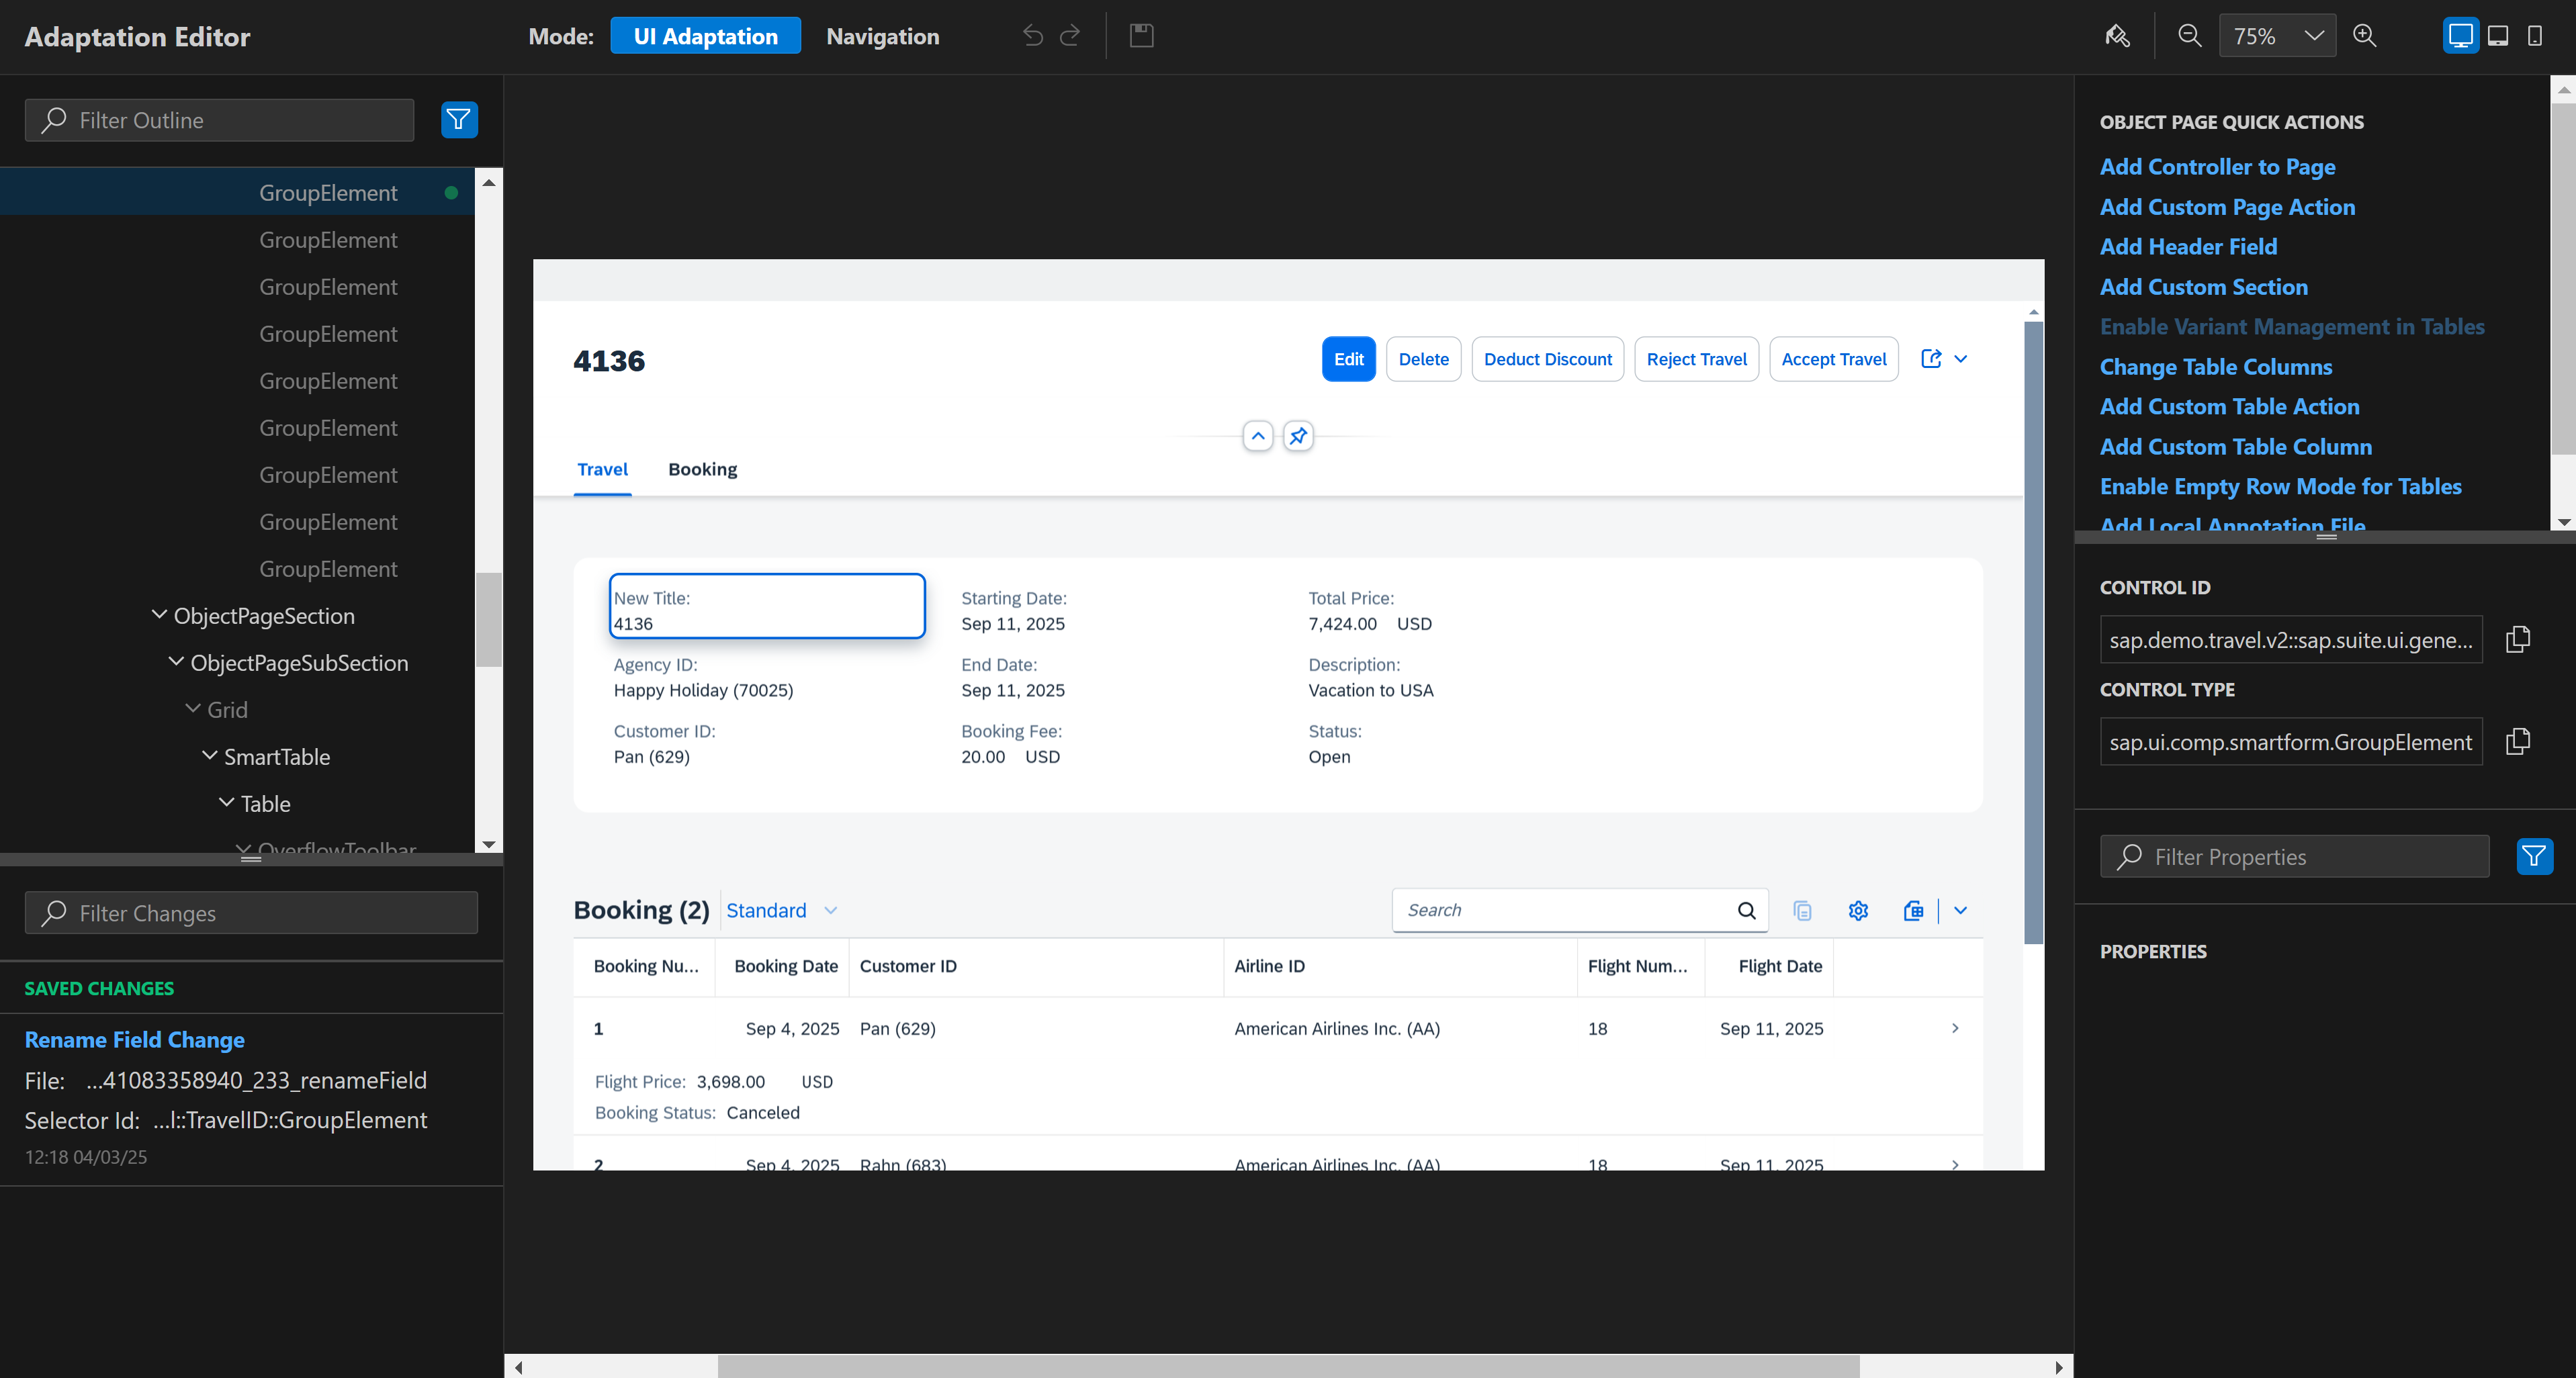 Adaptation Editor
Mode: UI Adaptation Navigation
75%
Filter Outline
GroupElement
GroupElement
GroupElement
GroupElement
GroupElement
GroupElement
GroupElement
GroupElement
GroupElement
ObjectPageSection
ObjectPageSubSection
Grid
SmartTable
Table
OverflowToolbar
Filter Changes
SAVED CHANGES
Rename Field Change
File: ...41083358940_233_renameField
Selector Id: ...l::TravelID::GroupElement
12:18 04/03/25
4136
Edit Delete Deduct Discount Reject Travel Accept Travel
Travel Booking
New Title: Starting Date: Total Price:
4136 Sep 11, 2025 7,424.00 USD
Agency ID: End Date: Description:
Happy Holiday (70025) Sep 11, 2025 Vacation to USA
Customer ID: Booking Fee: Status:
Pan (629) 20.00 USD Open
Booking (2) Standard Search
Booking Nu... Booking Date Customer ID Airline ID Flight Num... Flight Date
1 Sep 4, 2025 Pan (629) American Airlines Inc. (AA) 18 Sep 11, 2025
Flight Price: 3,698.00 USD
Booking Status: Canceled
2 Sep 4, 2025 Rahn (683) American Airlines Inc. (AA) 18 Sep 11, 2025
OBJECT PAGE QUICK ACTIONS
Add Controller to Page
Add Custom Page Action
Add Header Field
Add Custom Section
Enable Variant Management in Tables
Change Table Columns
Add Custom Table Action
Add Custom Table Column
Enable Empty Row Mode for Tables
Add Local Annotation File
CONTROL ID
sap.demo.travel.v2::sap.suite.ui.gene...
CONTROL TYPE
sap.ui.comp.smartform.GroupElement
Filter Properties
PROPERTIES